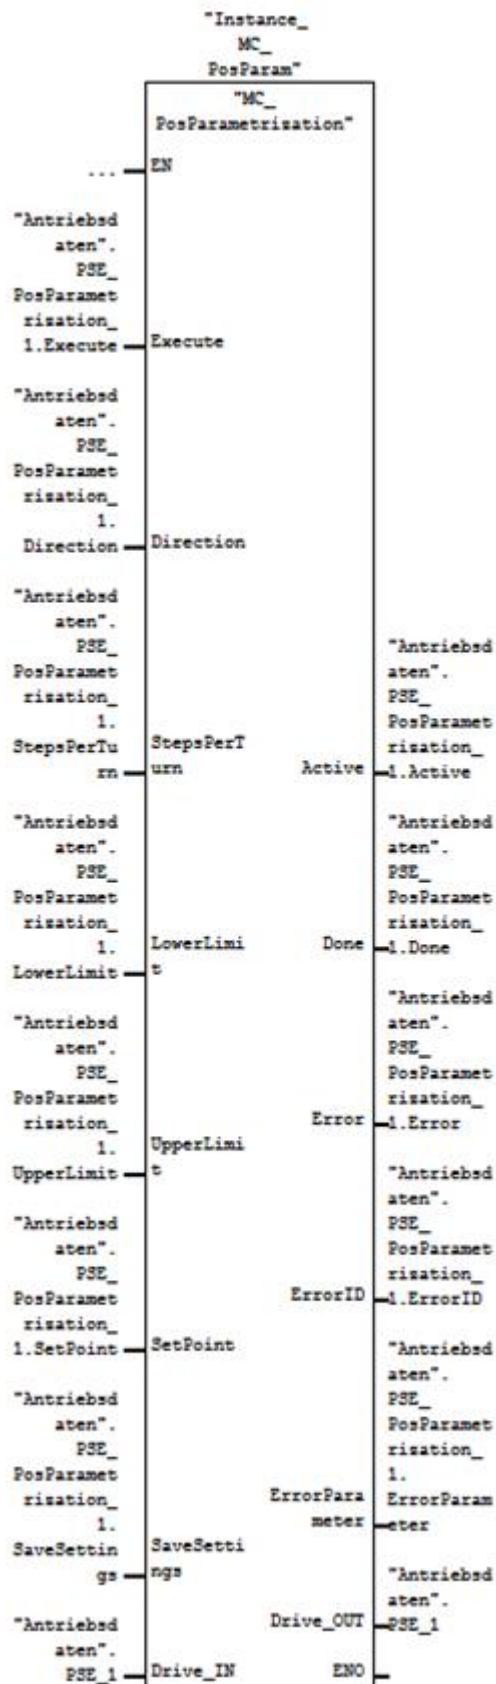 "Instance_
MC_
PosParam"
"MC_
PosParametrization"
... EN
"Antriebsd
aten".
PSE_
PosParamet
rization_
1.Execute Execute
"Antriebsd
aten".
PSE_
PosParamet
rization_
1.
Direction Direction
"Antriebsd
aten".
PSE_
PosParamet
rization_
1.
StepsPerTu
rn
StepsPerT
urn
"Antriebsd
aten".
PSE_
PosParamet
rization_
1.
LowerLimit
LowerLimi
t
"Antriebsd
aten".
PSE_
PosParamet
rization_
1.
UpperLimit
UpperLimi
t
"Antriebsd
aten".
PSE_
PosParamet
rization_
1.SetPoint SetPoint
"Antriebsd
aten".
PSE_
PosParamet
rization_
1.
SaveSettin
gs
SaveSetti
ngs
"Antriebsd
aten".
PSE_1 Drive_IN
"Antriebsd
aten".
PSE_
PosParamet
rization_
Active 1.Active
"Antriebsd
aten".
PSE_
PosParamet
rization_
1.Done
Done
"Antriebsd
aten".
PSE_
PosParamet
rization_
Error 1.Error
"Antriebsd
aten".
PSE_
PosParamet
rization_
ErrorID 1.ErrorID
"Antriebsd
aten".
PSE_
PosParamet
rization_
1.
ErrorParam
eter
ErrorPara
meter
"Antriebsd
aten".
Drive_OUT PSE_1
ENO